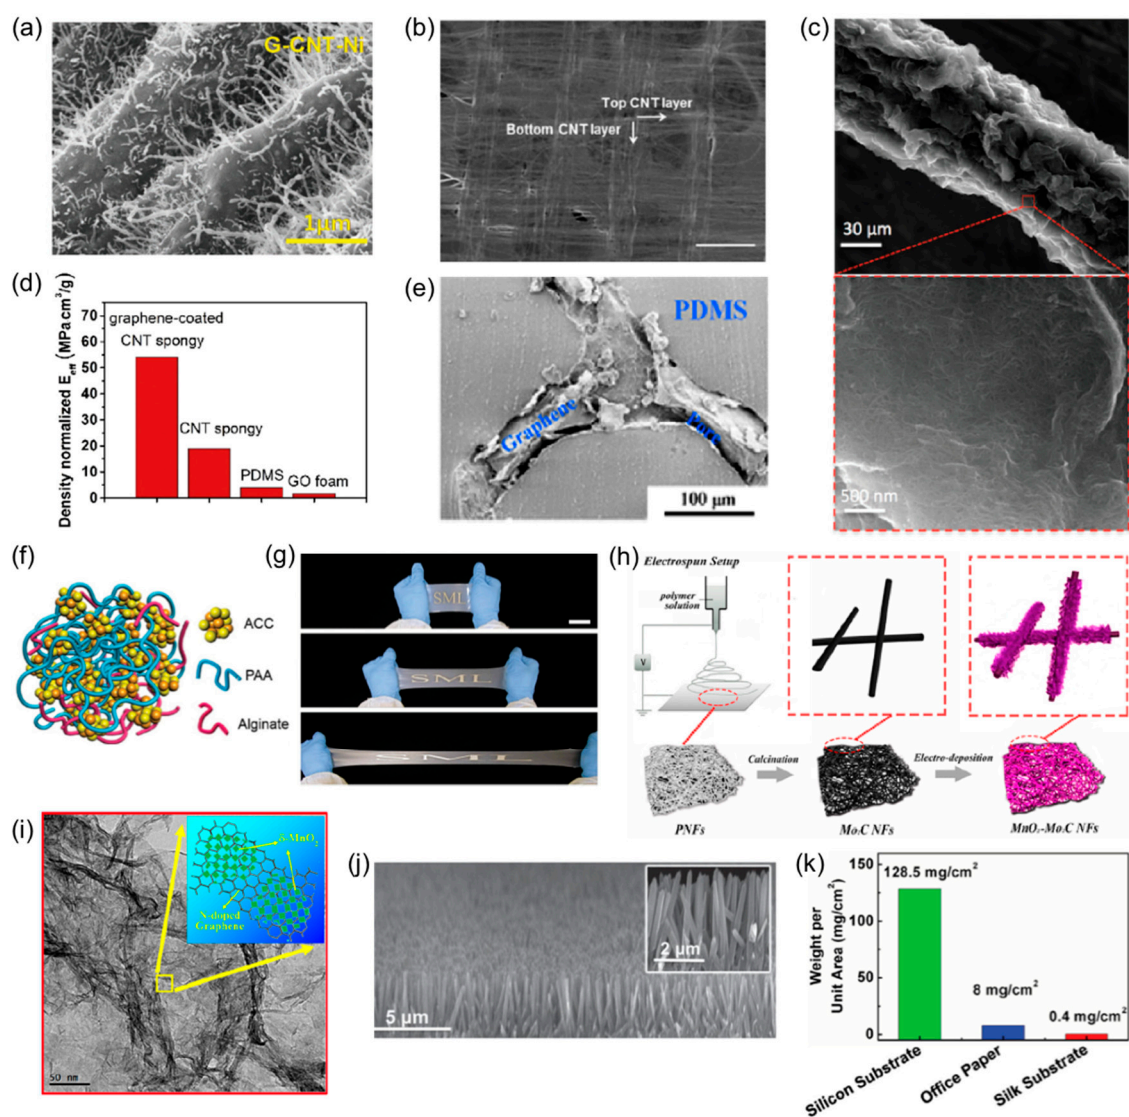 (a)
G-CNT-Ni
1μm
(b)
Top CNT layer
Bottom CNT layer
(c)
30 μm
500 nm
(d)
Density normalized E_eff (MPa cm³/g)
70
60
50
40
30
20
10
0
graphene-coated
CNT spongy
CNT spongy
PDMS
GO foam
(e)
PDMS
Graphene
Pore
100 μm
(f)
ACC
PAA
Alginate
(g)
SML
SML
SML
(h)
Electrospun Setup
polymer
solution
V
Calcination
Electro-deposition
PNFs
Mo₂C NFs
MnO₂-Mo₂C NFs
(i)
δ-MnO₂
N-doped
Graphene
50 nm
(j)
2 μm
5 μm
(k)
Weight per
Unit Area (mg/cm²)
150
100
50
0
128.5 mg/cm²
8 mg/cm²
0.4 mg/cm²
Silicon Substrate
Office Paper
Silk Substrate